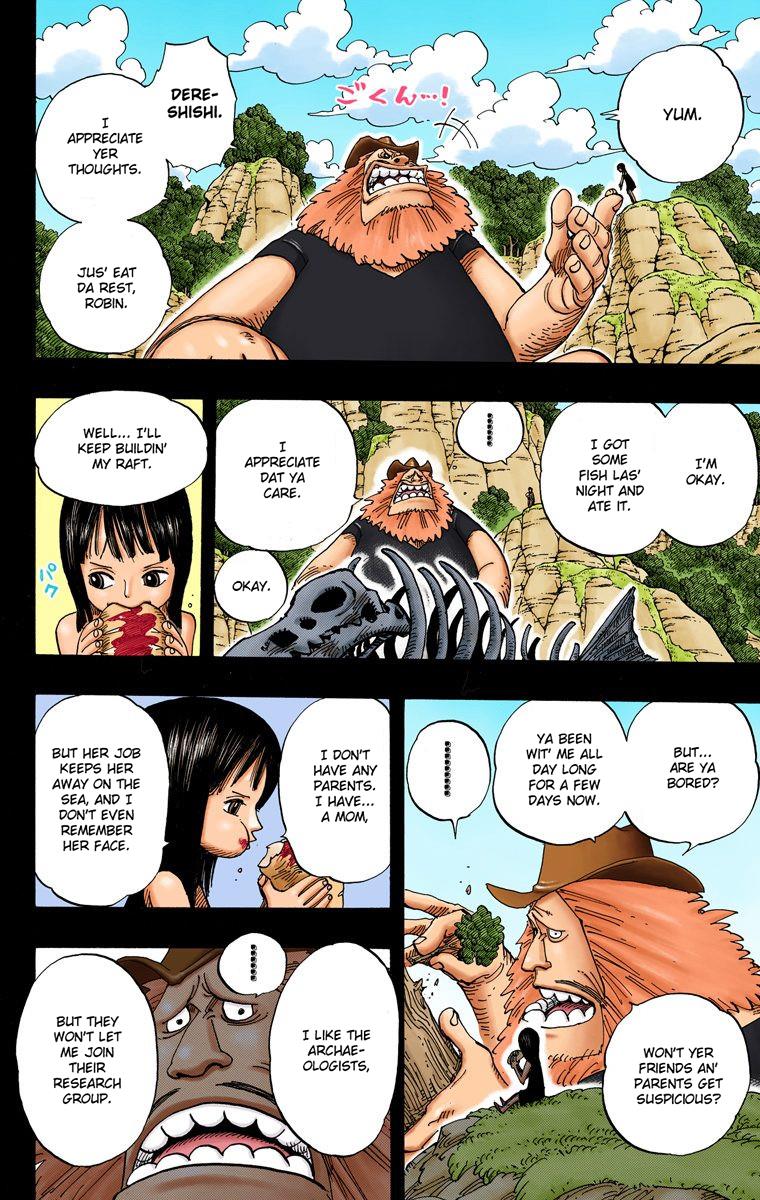 YUM.
ごくん…!
DERE-
SHISHI.
I
APPRECIATE
YER
THOUGHTS.
JUS' EAT
DA REST,
ROBIN.
I'M
OKAY.
I GOT
SOME
FISH LAS'
NIGHT AND
ATE IT.
I
APPRECIATE
DAT YA
CARE.
OKAY.
WELL... I'LL
KEEP BUILDIN'
MY RAFT.
パク
BUT...
ARE YA
BORED?
YA BEEN
WIT' ME ALL
DAY LONG
FOR A FEW
DAYS NOW.
WON'T YER
FRIENDS AN'
PARENTS GET
SUSPICIOUS?
I DON'T
HAVE ANY
PARENTS.
I HAVE...
A MOM,
BUT HER JOB
KEEPS HER
AWAY ON THE
SEA, AND I
DON'T EVEN
REMEMBER
HER FACE.
I LIKE THE
ARCHAE-
OLOGISTS,
BUT THEY
WON'T LET
ME JOIN
THEIR
RESEARCH
GROUP.